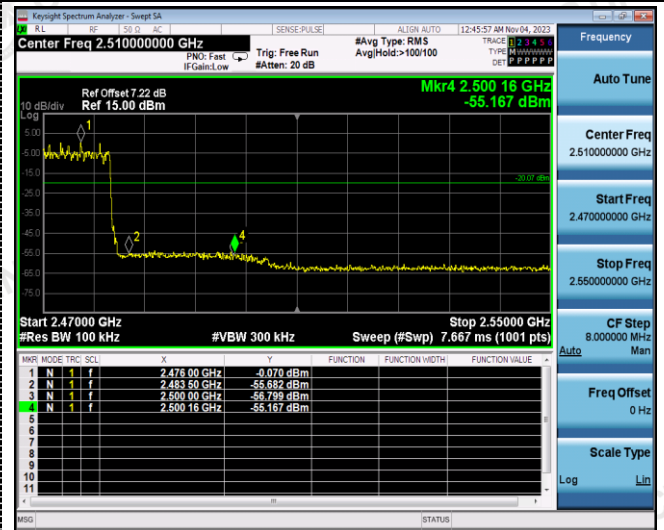 Keysight Spectrum Analyzer - Swept SA
RL RF 50 Ω AC SENSE:PULSE ALIGN AUTO 12:45:57 AM Nov 04, 2023
Center Freq 2.510000000 GHz
PNO: Fast
IFGain:Low
Trig: Free Run
#Atten: 20 dB
#Avg Type: RMS
Avg|Hold:>100/100
TRACE 1 2 3 4 5 6
TYPE M W W W W W
DET P P P P P P
Mkr4 2.500 16 GHz
-55.167 dBm
Ref Offset 7.22 dB
10 dB/div Ref 15.00 dBm
Log
5.00
-5.00
-15.0
-25.0
-35.0
-45.0
-55.0
-65.0
-75.0
1
2
4
-20.07 dBm
Start 2.47000 GHz Stop 2.55000 GHz
#Res BW 100 kHz #VBW 300 kHz Sweep (#Swp) 7.667 ms (1001 pts)
MKR MODE TRC SCL X Y FUNCTION FUNCTION WIDTH FUNCTION VALUE
1 N 1 f 2.476 00 GHz -0.070 dBm
2 N 1 f 2.483 50 GHz -55.682 dBm
3 N 1 f 2.500 00 GHz -56.799 dBm
4 N 1 f 2.500 16 GHz -55.167 dBm
5
6
7
8
9
10
11
MSG STATUS
Frequency
Auto Tune
Center Freq
2.510000000 GHz
Start Freq
2.470000000 GHz
Stop Freq
2.550000000 GHz
CF Step
8.000000 MHz
Auto Man
Freq Offset
0 Hz
Scale Type
Log Lin